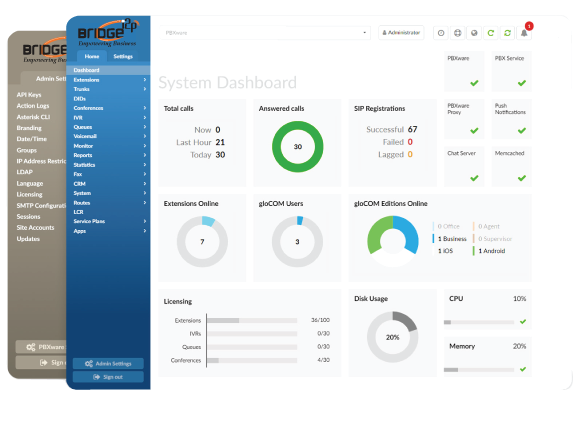 BRIDGE
Empowering Bus
Admin Sett
API Keys
Action Logs
Asterisk CLI
Branding
Date/Time
Groups
IP Address Restric
LDAP
Language
Licensing
SMTP Configurati
Sessions
Site Accounts
Updates
PBXware
Sign
BRIDGE i2p
Empowering Business
Home Settings
Dashboard
Extensions
Trunks
DIDs
Conferences
IVR
Queues
Voicemail
Monitor
Reports
Statistics
Fax
CRM
System
Routes
LCR
Service Plans
Apps
Admin Settings
Sign out
PBXware
Administrator
1
System Dashboard
PBXware
PBX Service
PBXware Proxy
Push Notifications
Chat Server
Memcached
Total calls
Now 0
Last Hour 21
Today 30
Answered calls
30
SIP Registrations
Successful 67
Failed 0
Lagged 0
Extensions Online
7
gloCOM Users
3
gloCOM Editions Online
0 Office
0 Agent
1 Business
0 Supervisor
1 iOS
1 Android
Licensing
Extensions 36/100
IVRs 0/30
Queues 0/30
Conferences 4/30
Disk Usage
20%
CPU 10%
Memory 20%